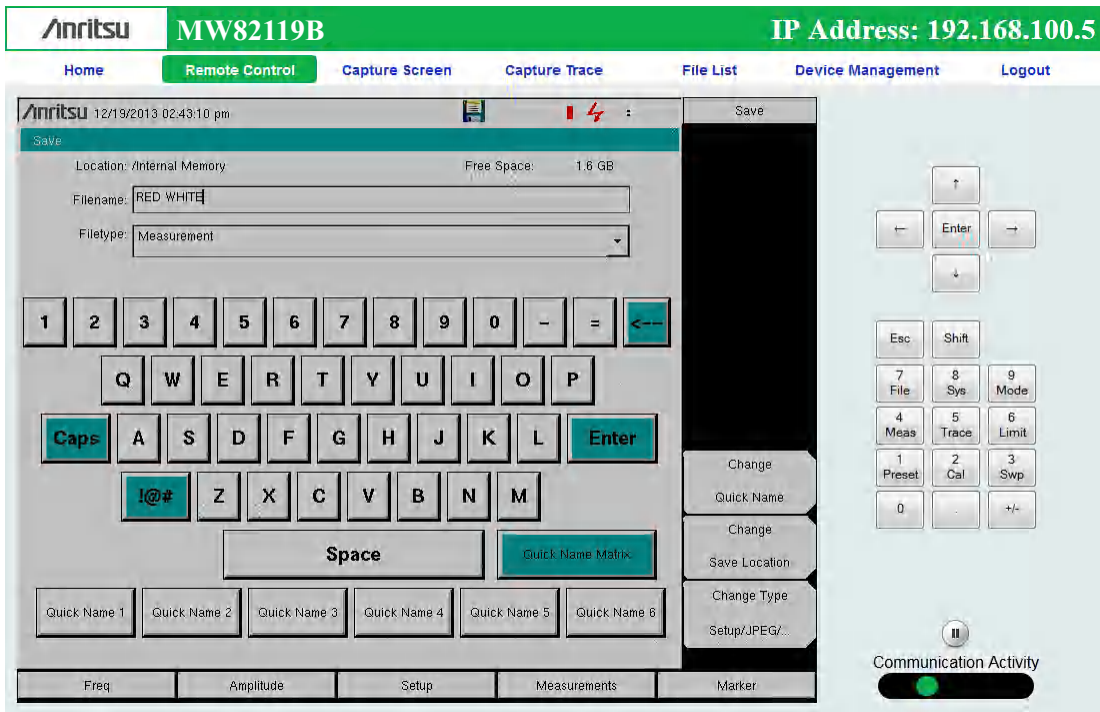 Anritsu MW82119B IP Address: 192.168.100.5
Home Remote Control Capture Screen Capture Trace File List Device Management Logout
Anritsu 12/19/2013 02:43:10 pm
Save
Save
Location: /Internal Memory Free Space: 1.6 GB
Filename: RED WHITE
Filetype: Measurement
1 2 3 4 5 6 7 8 9 0 - = <--
Q W E R T Y U I O P
Caps A S D F G H J K L Enter
!@# Z X C V B N M
Space Quick Name Matrix
Quick Name 1 Quick Name 2 Quick Name 3 Quick Name 4 Quick Name 5 Quick Name 6
Change
Quick Name
Change
Save Location
Change Type
Setup/JPEG/...
Freq Amplitude Setup Measurements Marker
↑
← Enter →
↓
Esc Shift
7 8 9
File Sys Mode
4 5 6
Meas Trace Limit
1 2 3
Preset Cal Swp
0 . +/-
Communication Activity